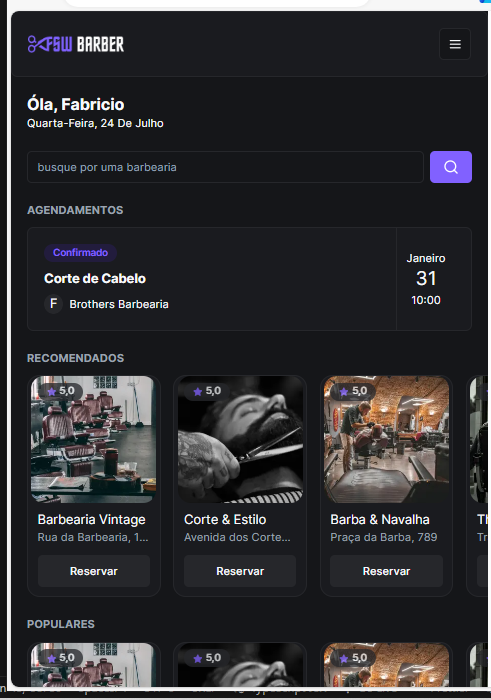 FSW BARBER
Óla, Fabricio
Quarta-Feira, 24 De Julho
busque por uma barbearia
AGENDAMENTOS
Confirmado
Corte de Cabelo
F Brothers Barbearia
Janeiro
31
10:00
RECOMENDADOS
5,0 5,0 5,0
Barbearia Vintage Corte & Estilo Barba & Navalha Th
Rua da Barbearia, 1... Avenida dos Corte... Praça da Barba, 789 Tr
Reservar Reservar Reservar
POPULARES
5,0 5,0 5,0